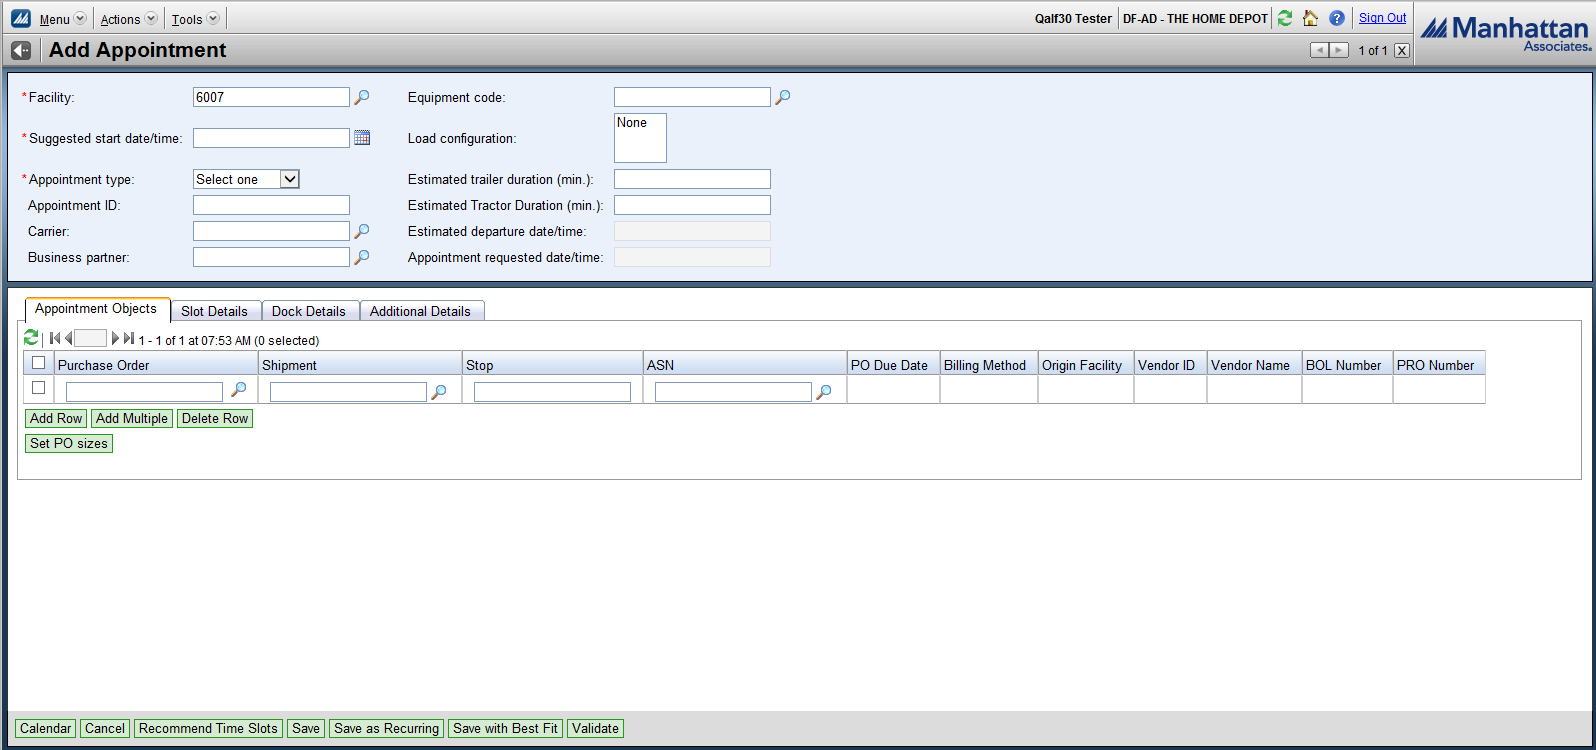 Menu Actions Tools Qalf30 Tester DF-AD - THE HOME DEPOT Sign Out
Manhattan
Associates.
Add Appointment 1 of 1 X
*Facility: 6007 Equipment code:
*Suggested start date/time: Load configuration: None
*Appointment type: Select one Estimated trailer duration (min.):
Appointment ID: Estimated Tractor Duration (min.):
Carrier: Estimated departure date/time:
Business partner: Appointment requested date/time:
Appointment Objects Slot Details Dock Details Additional Details
1 - 1 of 1 at 07:53 AM (0 selected)
Purchase Order Shipment Stop ASN PO Due Date Billing Method Origin Facility Vendor ID Vendor Name BOL Number PRO Number
Add Row Add Multiple Delete Row
Set PO sizes
Calendar Cancel Recommend Time Slots Save Save as Recurring Save with Best Fit Validate